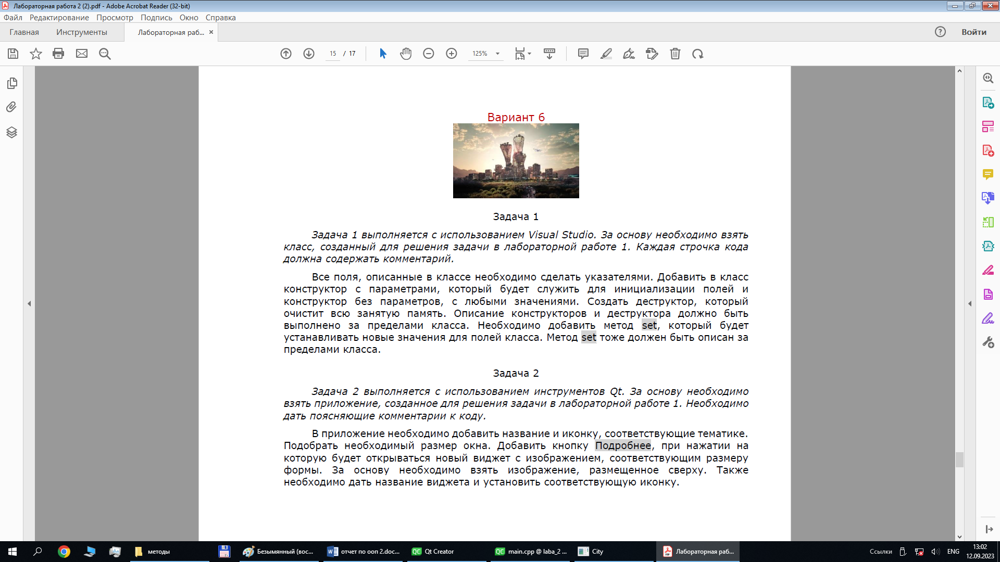 Лабораторная работа 2 (2).pdf - Adobe Acrobat Reader (32-bit)
Файл Редактирование Просмотр Подпись Окно Справка
Главная Инструменты Лабораторная раб... × Войти
15 / 17 125%
Вариант 6
Задача 1
Задача 1 выполняется с использованием Visual Studio. За основу необходимо взять
класс, созданный для решения задачи в лабораторной работе 1. Каждая строчка кода
должна содержать комментарий.
Все поля, описанные в классе необходимо сделать указателями. Добавить в класс
конструктор с параметрами, который будет служить для инициализации полей и
конструктор без параметров, с любыми значениями. Создать деструктор, который
очистит всю занятую память. Описание конструкторов и деструктора должно быть
выполнено за пределами класса. Необходимо добавить метод set, который будет
устанавливать новые значения для полей класса. Метод set тоже должен быть описан за
пределами класса.
Задача 2
Задача 2 выполняется с использованием инструментов Qt. За основу необходимо
взять приложение, созданное для решения задачи в лабораторной работе 1. Необходимо
дать поясняющие комментарии к коду.
В приложение необходимо добавить название и иконку, соответствующие тематике.
Подобрать необходимый размер окна. Добавить кнопку Подробнее, при нажатии на
которую будет открываться новый виджет с изображением, соответствующим размеру
формы. За основу необходимо взять изображение, размещенное сверху. Также
необходимо дать название виджета и установить соответствующую иконку.
методы Безымянный (вос... отчет по ооп 2.doc... Qt Creator main.cpp @ laba_2 ... City Лабораторная раб... Ссылки ENG 13:02
12.09.2023